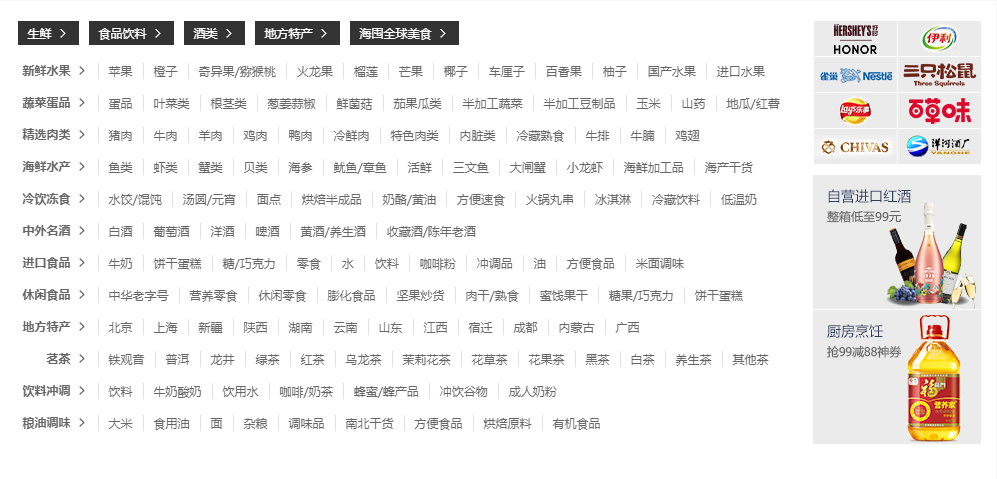 生鲜 食品饮料 酒类 地方特产 海囤全球美食
新鲜水果 苹果 橙子 奇异果/猕猴桃 火龙果 榴莲 芒果 椰子 车厘子 百香果 柚子 国产水果 进口水果
蔬菜蛋品 蛋品 叶菜类 根茎类 葱姜蒜椒 鲜菌菇 茄果瓜类 半加工蔬菜 半加工豆制品 玉米 山药 地瓜/红薯
精选肉类 猪肉 牛肉 羊肉 鸡肉 鸭肉 冷鲜肉 特色肉类 内脏类 冷藏熟食 牛排 牛腩 鸡翅
海鲜水产 鱼类 虾类 蟹类 贝类 海参 鱿鱼/章鱼 活鲜 三文鱼 大闸蟹 小龙虾 海鲜加工品 海产干货
冷饮冻食 水饺/馄饨 汤圆/元宵 面点 烘焙半成品 奶酪/黄油 方便速食 火锅丸串 冰淇淋 冷藏饮料 低温奶
中外名酒 白酒 葡萄酒 洋酒 啤酒 黄酒/养生酒 收藏酒/陈年老酒
进口食品 牛奶 饼干蛋糕 糖/巧克力 零食 水 饮料 咖啡粉 冲调品 油 方便食品 米面调味
休闲食品 中华老字号 营养零食 休闲零食 膨化食品 坚果炒货 肉干/熟食 蜜饯果干 糖果/巧克力 饼干蛋糕
地方特产 北京 上海 新疆 陕西 湖南 云南 山东 江西 宿迁 成都 内蒙古 广西
茗茶 铁观音 普洱 龙井 绿茶 红茶 乌龙茶 茉莉花茶 花草茶 花果茶 黑茶 白茶 养生茶 其他茶
饮料冲调 饮料 牛奶酸奶 饮用水 咖啡/奶茶 蜂蜜/蜂产品 冲饮谷物 成人奶粉
粮油调味 大米 食用油 面 杂粮 调味品 南北干货 方便食品 烘焙原料 有机食品
HERSHEY'S 好时
HONOR
伊利
雀巢 Nestle
三只松鼠
Three Squirrels
Lay's乐事
百草味
CHIVAS
洋河酒厂
YANGHE
自营进口红酒
整箱低至99元
厨房烹饪
抢99减88神券
福
营养家